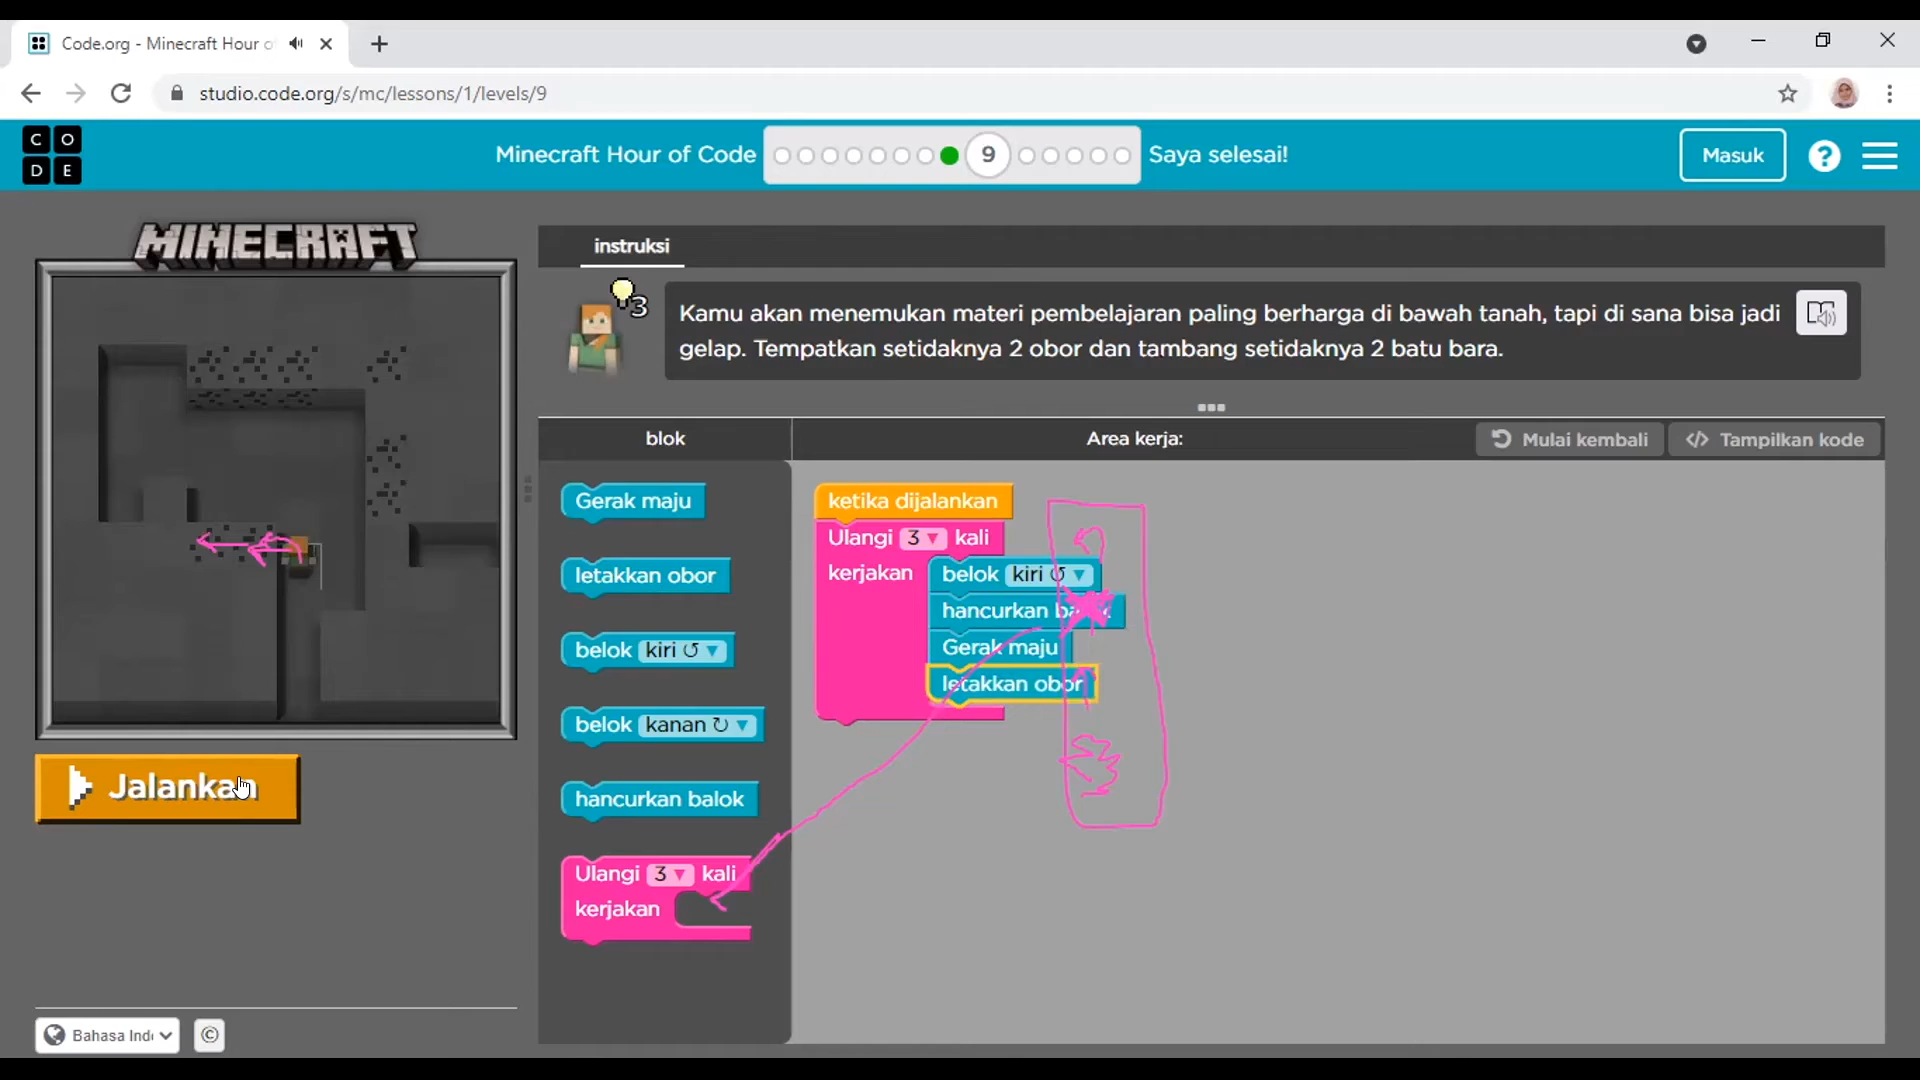 Code.org - Minecraft Hour o
studio.code.org/s/mc/lessons/1/levels/9
C O
D E
Minecraft Hour of Code
9
Saya selesai!
Masuk
?
MINECRAFT
instruksi
3
Kamu akan menemukan materi pembelajaran paling berharga di bawah tanah, tapi di sana bisa jadi
gelap. Tempatkan setidaknya 2 obor dan tambang setidaknya 2 batu bara.
blok
Area kerja:
Mulai kembali
</> Tampilkan kode
Gerak maju
letakkan obor
belok kiri ↺ ▼
belok kanan ↻ ▼
hancurkan balok
Ulangi 3 ▼ kali
kerjakan
ketika dijalankan
Ulangi 3 ▼ kali
kerjakan
belok kiri ↺ ▼
hancurkan
Gerak maju
letakkan obor
Jalankan
Bahasa Ind
©